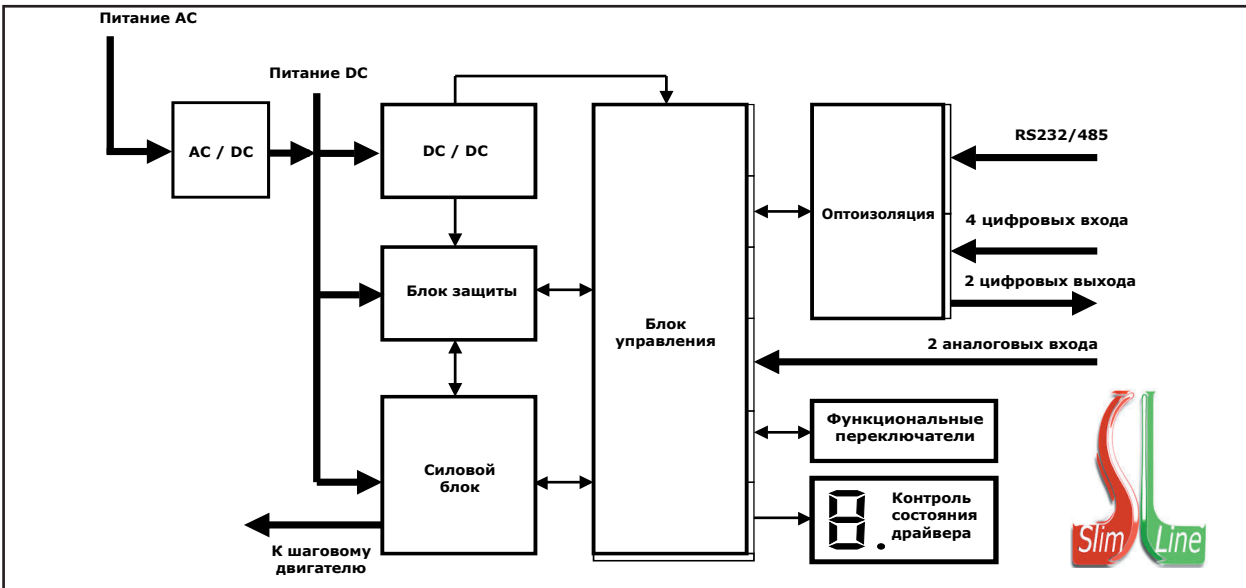 Питание AC
Питание DC
AC / DC
DC / DC
RS232/485
Оптоизоляция
4 цифровых входа
2 цифровых выхода
Блок защиты
Блок
управления
2 аналоговых входа
Функциональные
переключатели
Силовой
блок
8.
Контроль
состояния
драйвера
К шаговому
двигателю
Slim Line